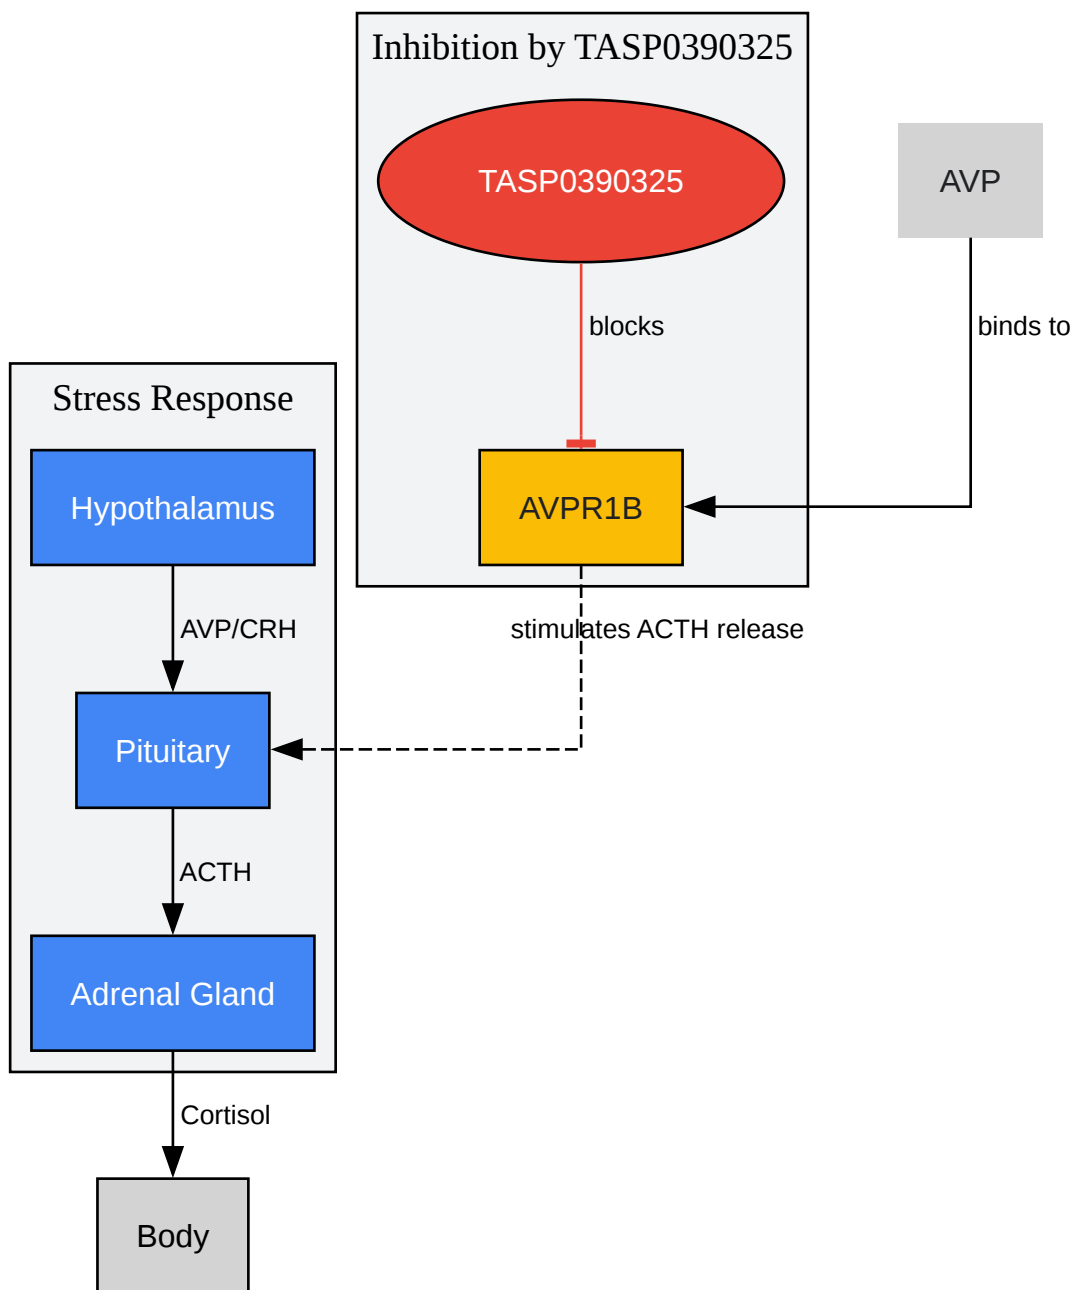 Inhibition by TASP0390325
TASP0390325
AVP
blocks
binds to
Stress Response
Hypothalamus
AVPR1B
AVP/CRH
stimulates ACTH release
Pituitary
ACTH
Adrenal Gland
Cortisol
Body